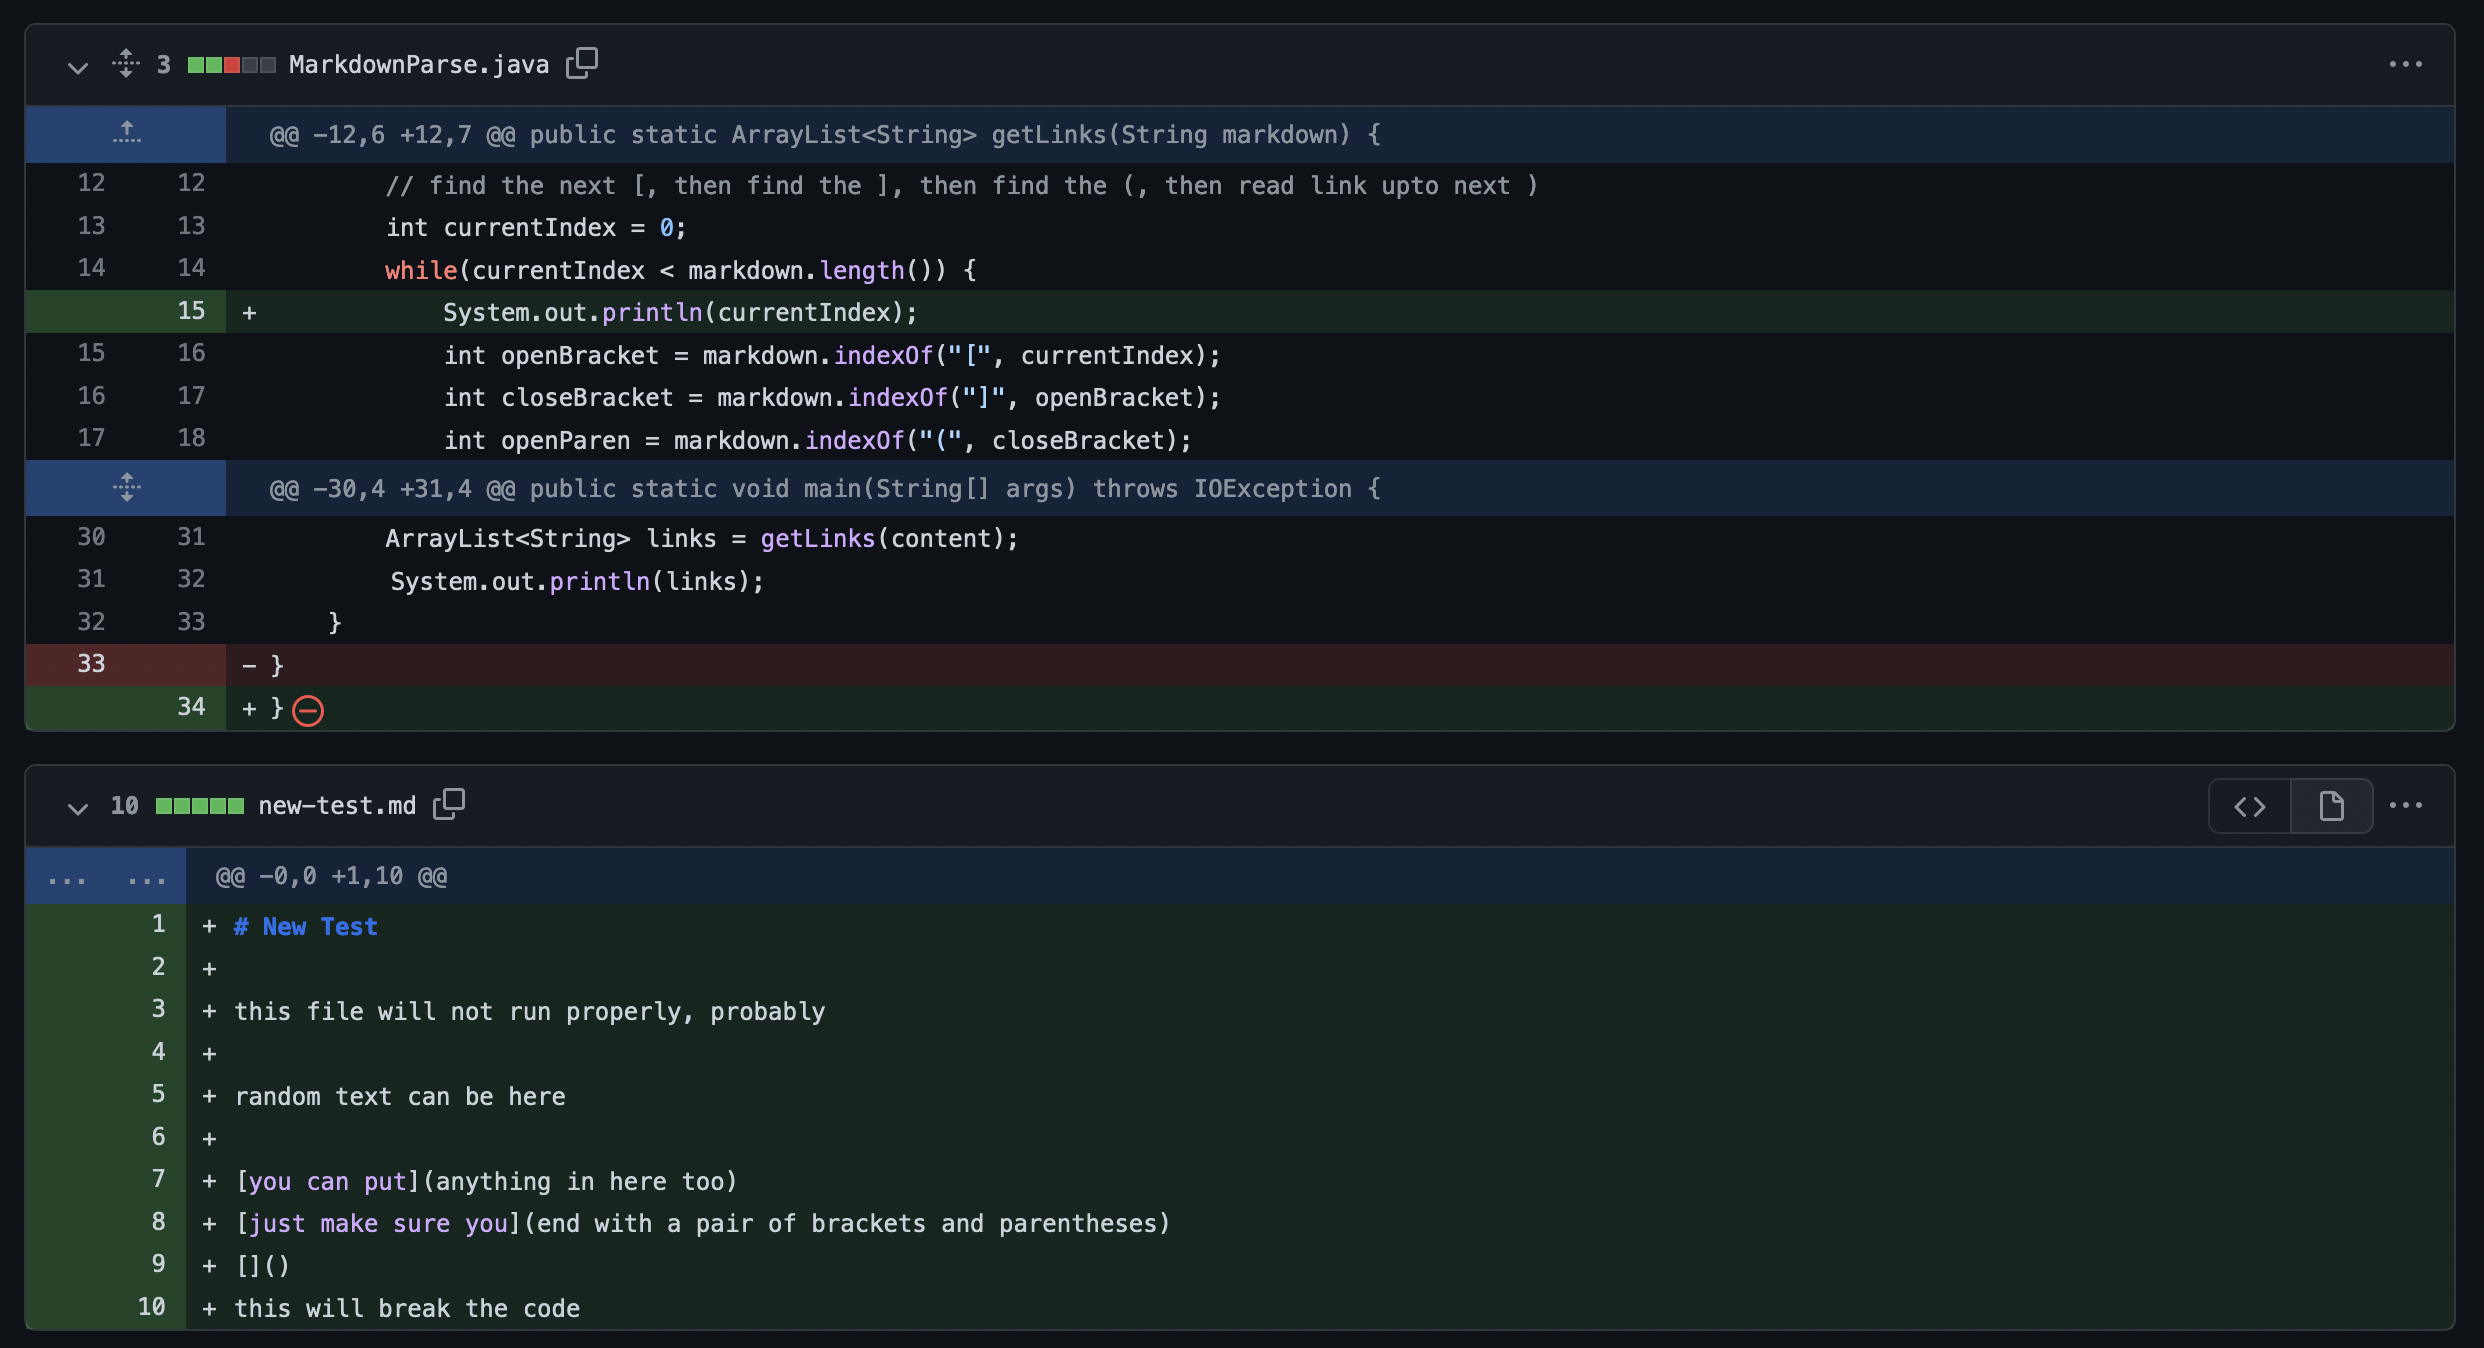 3 MarkdownParse.java
@@ -12,6 +12,7 @@ public static ArrayList<String> getLinks(String markdown) {
12 12 // find the next [, then find the ], then find the (, then read link upto next )
13 13 int currentIndex = 0;
14 14 while(currentIndex < markdown.length()) {
15 + System.out.println(currentIndex);
15 16 int openBracket = markdown.indexOf("[", currentIndex);
16 17 int closeBracket = markdown.indexOf("]", openBracket);
17 18 int openParen = markdown.indexOf("(", closeBracket);
@@ -30,4 +31,4 @@ public static void main(String[] args) throws IOException {
30 31 ArrayList<String> links = getLinks(content);
31 32 System.out.println(links);
32 33 }
33 - }
34 + }
10 new-test.md
... ... @@ -0,0 +1,10 @@
1 + # New Test
2 +
3 + this file will not run properly, probably
4 +
5 + random text can be here
6 +
7 + [you can put](anything in here too)
8 + [just make sure you](end with a pair of brackets and parentheses)
9 + []()
10 + this will break the code